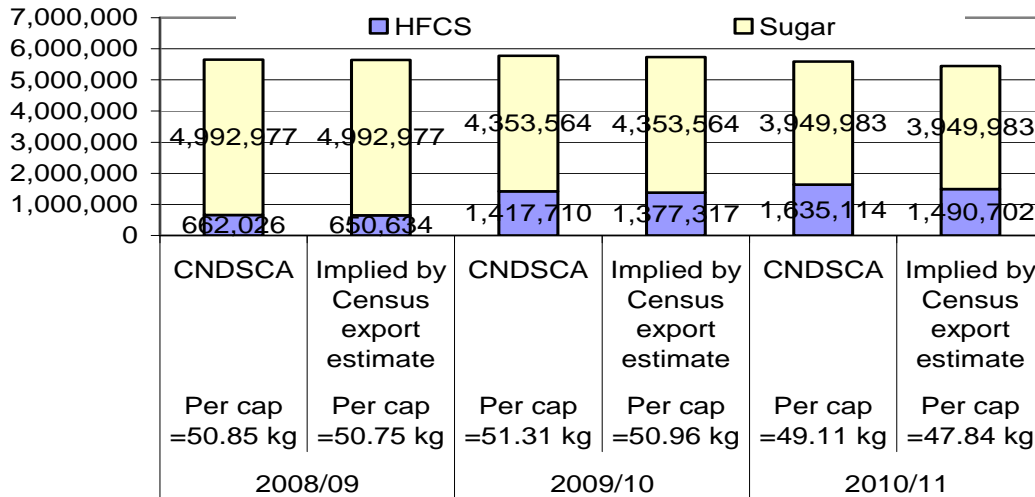 7,000,000
6,000,000
5,000,000
4,000,000
3,000,000
2,000,000
1,000,000
0
HFCS Sugar
4,992,977 4,992,977 4,353,564 4,353,564 3,949,983 3,949,983
662,026 650,634 1,417,710 1,377,317 1,635,114 1,490,702
CNDSCA Implied by CNDSCA Implied by CNDSCA Implied by
Census Census Census
export export export
estimate estimate estimate
Per cap Per cap Per cap Per cap Per cap Per cap
=50.85 kg =50.75 kg =51.31 kg =50.96 kg =49.11 kg =47.84 kg
2008/09 2009/10 2010/11